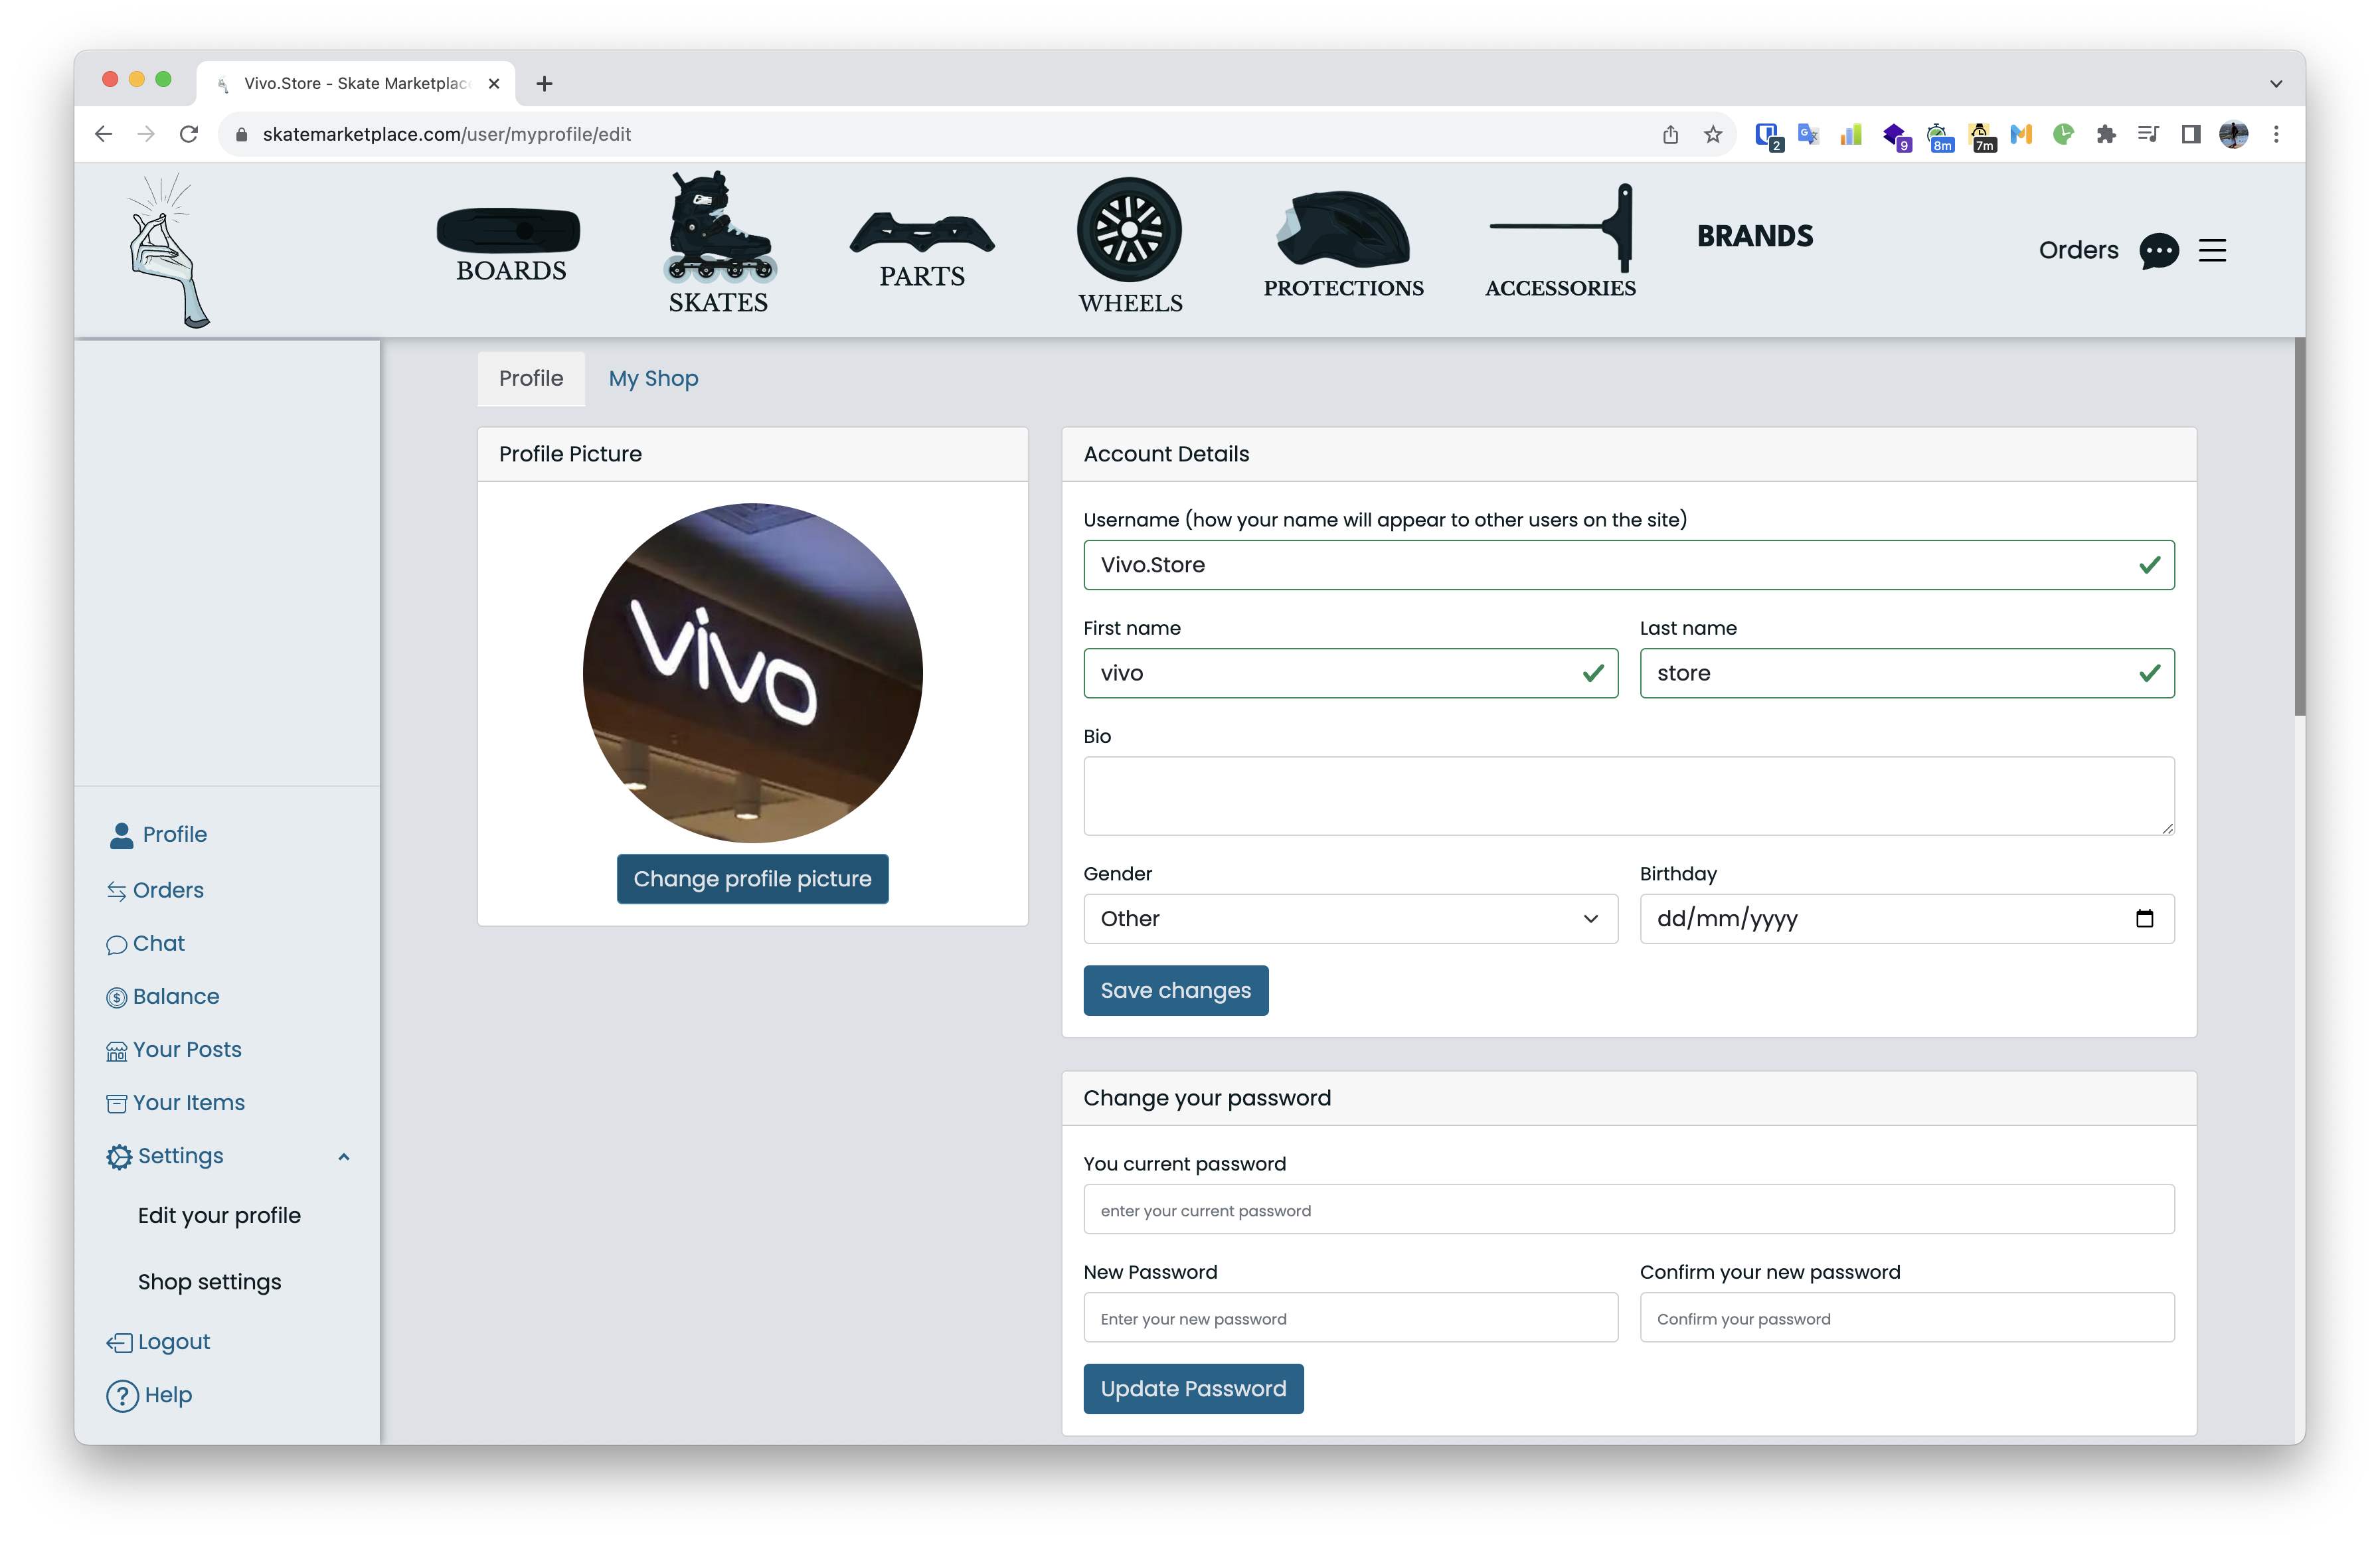 Vivo.Store - Skate Marketplac
skatemarketplace.com/user/myprofile/edit
2
9
8m
7m
BOARDS
SKATES
PARTS
WHEELS
PROTECTIONS
ACCESSORIES
BRANDS
Orders
Profile
My Shop
Profile Picture
vivo
Change profile picture
Account Details
Username (how your name will appear to other users on the site)
Vivo.Store
First name
Last name
vivo
store
Bio
Gender
Birthday
Other
dd/mm/yyyy
Save changes
Change your password
You current password
enter your current password
New Password
Confirm your new password
Enter your new password
Confirm your password
Update Password
Profile
Orders
Chat
Balance
Your Posts
Your Items
Settings
Edit your profile
Shop settings
Logout
Help